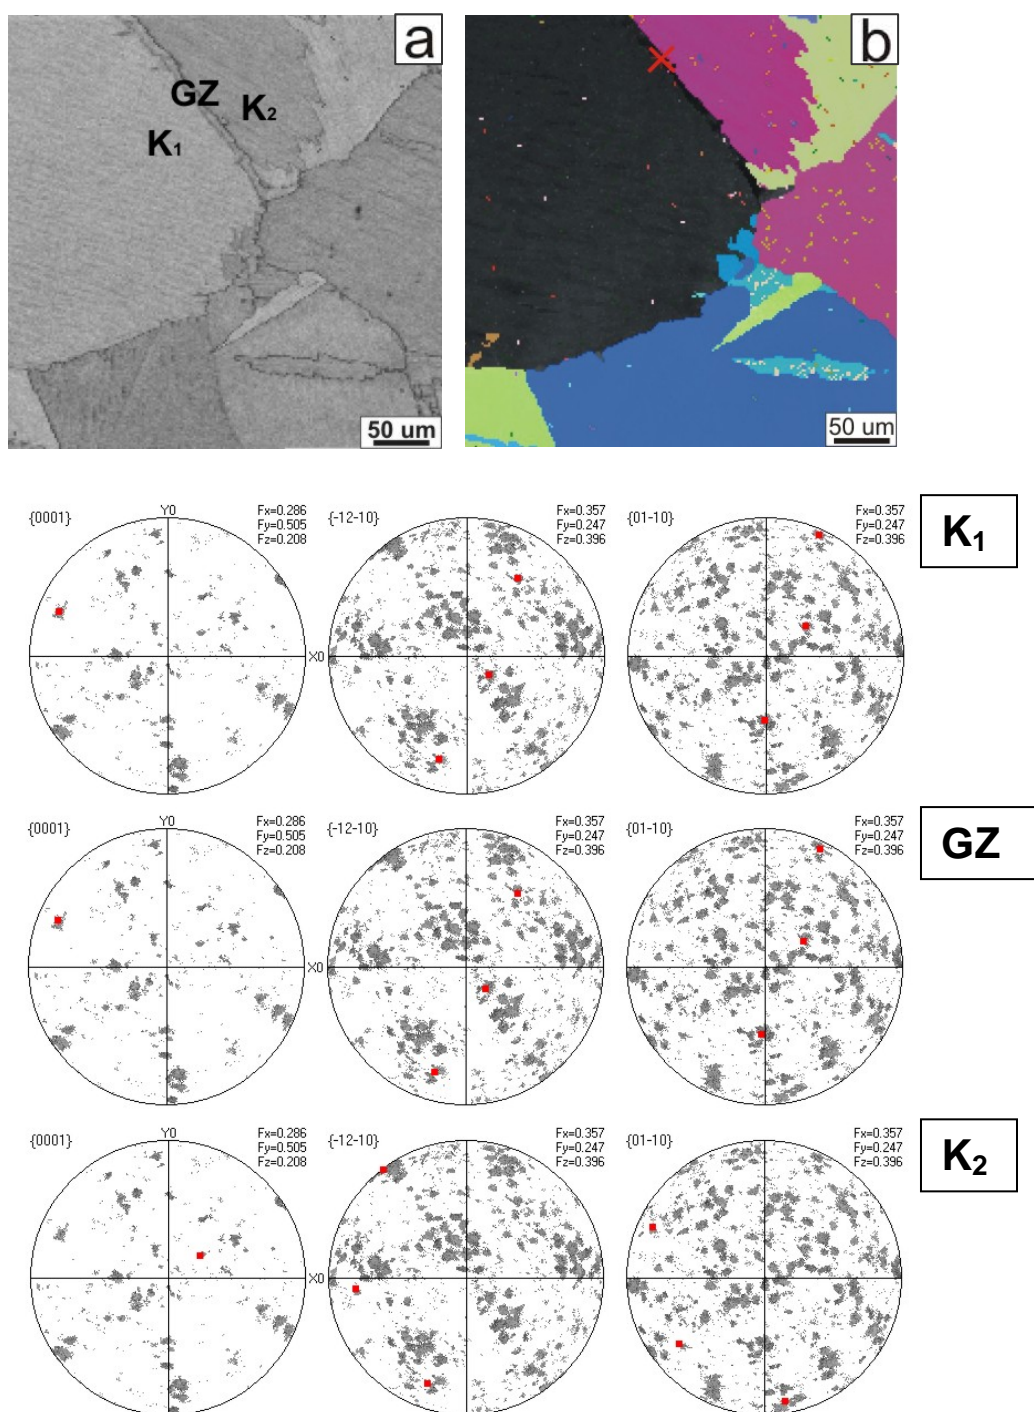 a
b
GZ
K2
K1
50 um
50 um
{0001}
Y0
Fx=0.286
Fy=0.505
Fz=0.208
X0
{-12-10}
Fx=0.357
Fy=0.247
Fz=0.396
{01-10}
Fx=0.357
Fy=0.247
Fz=0.396
K1
{0001}
Y0
Fx=0.286
Fy=0.505
Fz=0.208
X0
{-12-10}
Fx=0.357
Fy=0.247
Fz=0.396
{01-10}
Fx=0.357
Fy=0.247
Fz=0.396
GZ
{0001}
Y0
Fx=0.286
Fy=0.505
Fz=0.208
X0
{-12-10}
Fx=0.357
Fy=0.247
Fz=0.396
{01-10}
Fx=0.357
Fy=0.247
Fz=0.396
K2